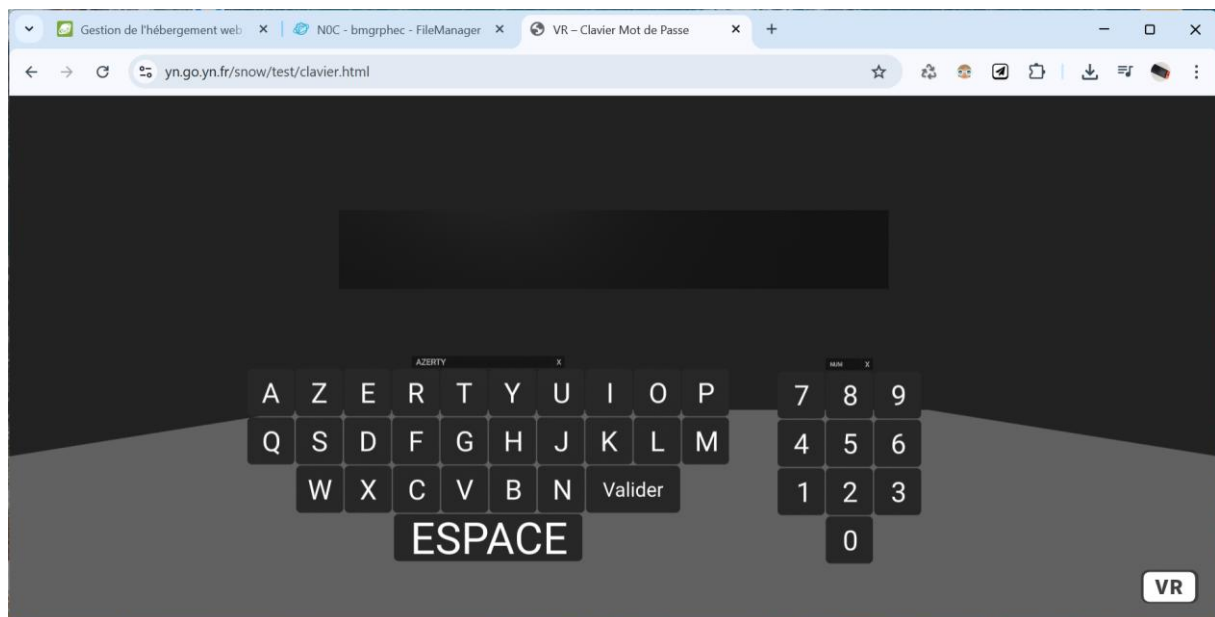 Gestion de l'hébergement web
N0C - bmgrphec - FileManager
VR – Clavier Mot de Passe
yn.go.yn.fr/snow/test/clavier.html
AZERTY X
A Z E R T Y U I O P
Q S D F G H J K L M
W X C V B N Valider
ESPACE
X
7 8 9
4 5 6
1 2 3
0
VR